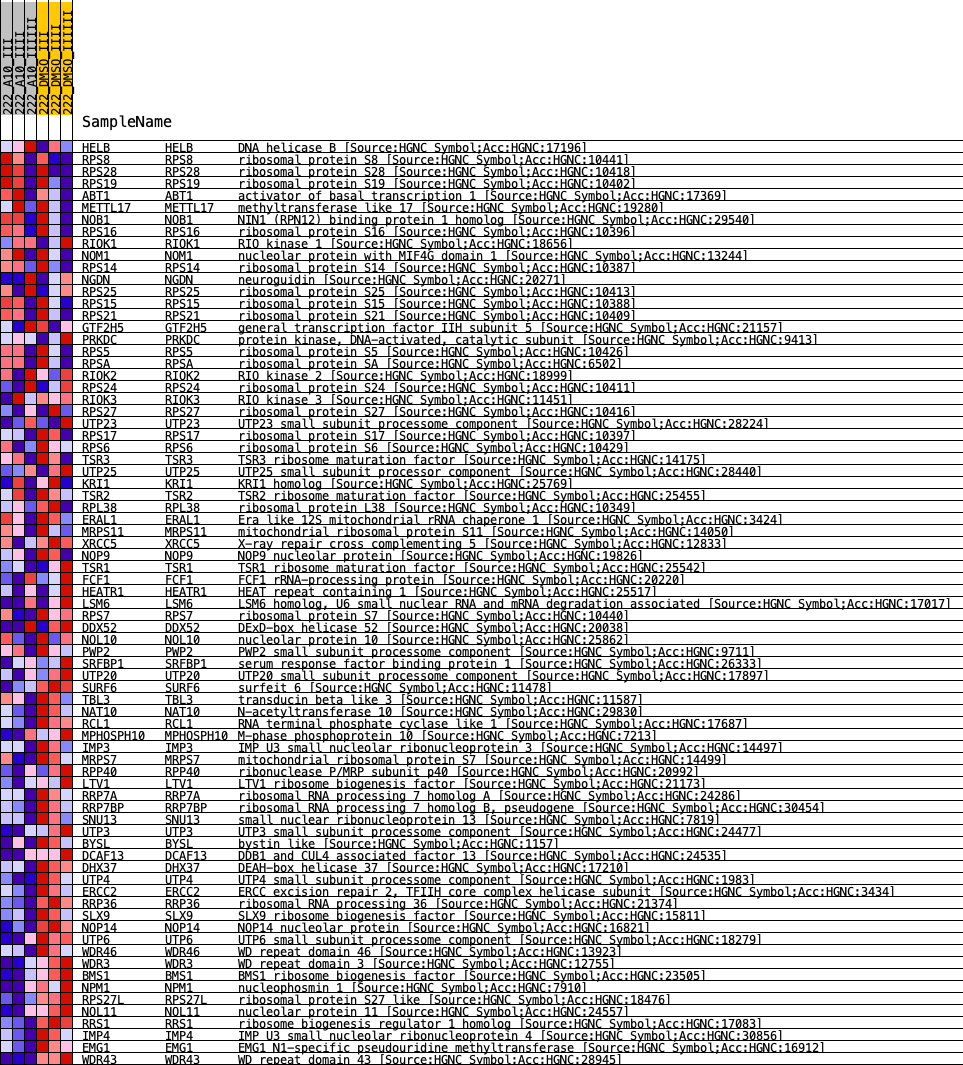 222_A10_III
222_A10_IIII
222_A10_IIIIII
222_DMSO_III
222_DMSO_IIII
222_DMSO_IIIIII
SampleName
HELB HELB DNA helicase B [Source:HGNC Symbol;Acc:HGNC:17196]
RPS8 RPS8 ribosomal protein S8 [Source:HGNC Symbol;Acc:HGNC:10441]
RPS28 RPS28 ribosomal protein S28 [Source:HGNC Symbol;Acc:HGNC:10418]
RPS19 RPS19 ribosomal protein S19 [Source:HGNC Symbol;Acc:HGNC:10402]
ABT1 ABT1 activator of basal transcription 1 [Source:HGNC Symbol;Acc:HGNC:17369]
METTL17 METTL17 methyltransferase like 17 [Source:HGNC Symbol;Acc:HGNC:19280]
NOB1 NOB1 NIN1 (RPN12) binding protein 1 homolog [Source:HGNC Symbol;Acc:HGNC:29540]
RPS16 RPS16 ribosomal protein S16 [Source:HGNC Symbol;Acc:HGNC:10396]
RIOK1 RIOK1 RIO kinase 1 [Source:HGNC Symbol;Acc:HGNC:18656]
NOM1 NOM1 nucleolar protein with MIF4G domain 1 [Source:HGNC Symbol;Acc:HGNC:13244]
RPS14 RPS14 ribosomal protein S14 [Source:HGNC Symbol;Acc:HGNC:10387]
NGDN NGDN neuroguidin [Source:HGNC Symbol;Acc:HGNC:20271]
RPS25 RPS25 ribosomal protein S25 [Source:HGNC Symbol;Acc:HGNC:10413]
RPS15 RPS15 ribosomal protein S15 [Source:HGNC Symbol;Acc:HGNC:10388]
RPS21 RPS21 ribosomal protein S21 [Source:HGNC Symbol;Acc:HGNC:10409]
GTF2H5 GTF2H5 general transcription factor IIH subunit 5 [Source:HGNC Symbol;Acc:HGNC:21157]
PRKDC PRKDC protein kinase, DNA-activated, catalytic subunit [Source:HGNC Symbol;Acc:HGNC:9413]
RPS5 RPS5 ribosomal protein S5 [Source:HGNC Symbol;Acc:HGNC:10426]
RPSA RPSA ribosomal protein SA [Source:HGNC Symbol;Acc:HGNC:6502]
RIOK2 RIOK2 RIO kinase 2 [Source:HGNC Symbol;Acc:HGNC:18999]
RPS24 RPS24 ribosomal protein S24 [Source:HGNC Symbol;Acc:HGNC:10411]
RIOK3 RIOK3 RIO kinase 3 [Source:HGNC Symbol;Acc:HGNC:11451]
RPS27 RPS27 ribosomal protein S27 [Source:HGNC Symbol;Acc:HGNC:10416]
UTP23 UTP23 UTP23 small subunit processome component [Source:HGNC Symbol;Acc:HGNC:28224]
RPS17 RPS17 ribosomal protein S17 [Source:HGNC Symbol;Acc:HGNC:10397]
RPS6 RPS6 ribosomal protein S6 [Source:HGNC Symbol;Acc:HGNC:10429]
TSR3 TSR3 TSR3 ribosome maturation factor [Source:HGNC Symbol;Acc:HGNC:14175]
UTP25 UTP25 UTP25 small subunit processor component [Source:HGNC Symbol;Acc:HGNC:28440]
KRI1 KRI1 KRI1 homolog [Source:HGNC Symbol;Acc:HGNC:25769]
TSR2 TSR2 TSR2 ribosome maturation factor [Source:HGNC Symbol;Acc:HGNC:25455]
RPL38 RPL38 ribosomal protein L38 [Source:HGNC Symbol;Acc:HGNC:10349]
ERAL1 ERAL1 Era like 12S mitochondrial rRNA chaperone 1 [Source:HGNC Symbol;Acc:HGNC:3424]
MRPS11 MRPS11 mitochondrial ribosomal protein S11 [Source:HGNC Symbol;Acc:HGNC:14050]
XRCC5 XRCC5 X-ray repair cross complementing 5 [Source:HGNC Symbol;Acc:HGNC:12833]
NOP9 NOP9 NOP9 nucleolar protein [Source:HGNC Symbol;Acc:HGNC:19826]
TSR1 TSR1 TSR1 ribosome maturation factor [Source:HGNC Symbol;Acc:HGNC:25542]
FCF1 FCF1 FCF1 rRNA-processing protein [Source:HGNC Symbol;Acc:HGNC:20220]
HEATR1 HEATR1 HEAT repeat containing 1 [Source:HGNC Symbol;Acc:HGNC:25517]
LSM6 LSM6 LSM6 homolog, U6 small nuclear RNA and mRNA degradation associated [Source:HGNC Symbol;Acc:HGNC:17017]
RPS7 RPS7 ribosomal protein S7 [Source:HGNC Symbol;Acc:HGNC:10440]
DDX52 DDX52 DExD-box helicase 52 [Source:HGNC Symbol;Acc:HGNC:20038]
NOL10 NOL10 nucleolar protein 10 [Source:HGNC Symbol;Acc:HGNC:25862]
PWP2 PWP2 PWP2 small subunit processome component [Source:HGNC Symbol;Acc:HGNC:9711]
SRFBP1 SRFBP1 serum response factor binding protein 1 [Source:HGNC Symbol;Acc:HGNC:26333]
UTP20 UTP20 UTP20 small subunit processome component [Source:HGNC Symbol;Acc:HGNC:17897]
SURF6 SURF6 surfeit 6 [Source:HGNC Symbol;Acc:HGNC:11478]
TBL3 TBL3 transducin beta like 3 [Source:HGNC Symbol;Acc:HGNC:11587]
NAT10 NAT10 N-acetyltransferase 10 [Source:HGNC Symbol;Acc:HGNC:29830]
RCL1 RCL1 RNA terminal phosphate cyclase like 1 [Source:HGNC Symbol;Acc:HGNC:17687]
MPHOSPH10 MPHOSPH10 M-phase phosphoprotein 10 [Source:HGNC Symbol;Acc:HGNC:7213]
IMP3 IMP3 IMP U3 small nucleolar ribonucleoprotein 3 [Source:HGNC Symbol;Acc:HGNC:14497]
MRPS7 MRPS7 mitochondrial ribosomal protein S7 [Source:HGNC Symbol;Acc:HGNC:14499]
RPP40 RPP40 ribonuclease P/MRP subunit p40 [Source:HGNC Symbol;Acc:HGNC:20992]
LTV1 LTV1 LTV1 ribosome biogenesis factor [Source:HGNC Symbol;Acc:HGNC:21173]
RRP7A RRP7A ribosomal RNA processing 7 homolog A [Source:HGNC Symbol;Acc:HGNC:24286]
RRP7BP RRP7BP ribosomal RNA processing 7 homolog B, pseudogene [Source:HGNC Symbol;Acc:HGNC:30454]
SNU13 SNU13 small nuclear ribonucleoprotein 13 [Source:HGNC Symbol;Acc:HGNC:7819]
UTP3 UTP3 UTP3 small subunit processome component [Source:HGNC Symbol;Acc:HGNC:24477]
BYSL BYSL bystin like [Source:HGNC Symbol;Acc:HGNC:1157]
DCAF13 DCAF13 DDB1 and CUL4 associated factor 13 [Source:HGNC Symbol;Acc:HGNC:24535]
DHX37 DHX37 DEAH-box helicase 37 [Source:HGNC Symbol;Acc:HGNC:17210]
UTP4 UTP4 UTP4 small subunit processome component [Source:HGNC Symbol;Acc:HGNC:1983]
ERCC2 ERCC2 ERCC excision repair 2, TFIIH core complex helicase subunit [Source:HGNC Symbol;Acc:HGNC:3434]
RRP36 RRP36 ribosomal RNA processing 36 [Source:HGNC Symbol;Acc:HGNC:21374]
SLX9 SLX9 SLX9 ribosome biogenesis factor [Source:HGNC Symbol;Acc:HGNC:15811]
NOP14 NOP14 NOP14 nucleolar protein [Source:HGNC Symbol;Acc:HGNC:16821]
UTP6 UTP6 UTP6 small subunit processome component [Source:HGNC Symbol;Acc:HGNC:18279]
WDR46 WDR46 WD repeat domain 46 [Source:HGNC Symbol;Acc:HGNC:13923]
WDR3 WDR3 WD repeat domain 3 [Source:HGNC Symbol;Acc:HGNC:12755]
BMS1 BMS1 BMS1 ribosome biogenesis factor [Source:HGNC Symbol;Acc:HGNC:23505]
NPM1 NPM1 nucleophosmin 1 [Source:HGNC Symbol;Acc:HGNC:7910]
RPS27L RPS27L ribosomal protein S27 like [Source:HGNC Symbol;Acc:HGNC:18476]
NOL11 NOL11 nucleolar protein 11 [Source:HGNC Symbol;Acc:HGNC:24557]
RRS1 RRS1 ribosome biogenesis regulator 1 homolog [Source:HGNC Symbol;Acc:HGNC:17083]
IMP4 IMP4 IMP U3 small nucleolar ribonucleoprotein 4 [Source:HGNC Symbol;Acc:HGNC:30856]
EMG1 EMG1 EMG1 N1-specific pseudouridine methyltransferase [Source:HGNC Symbol;Acc:HGNC:16912]
WDR43 WDR43 WD repeat domain 43 [Source:HGNC Symbol;Acc:HGNC:28945]